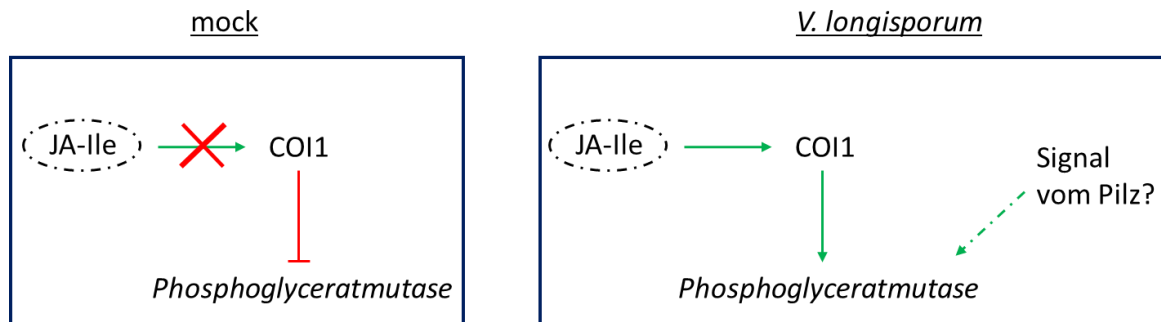 mock
JA-Ile
COI1
Phosphoglyceratmutase
V. longisporum
JA-Ile
COI1
Signal
vom Pilz?
Phosphoglyceratmutase